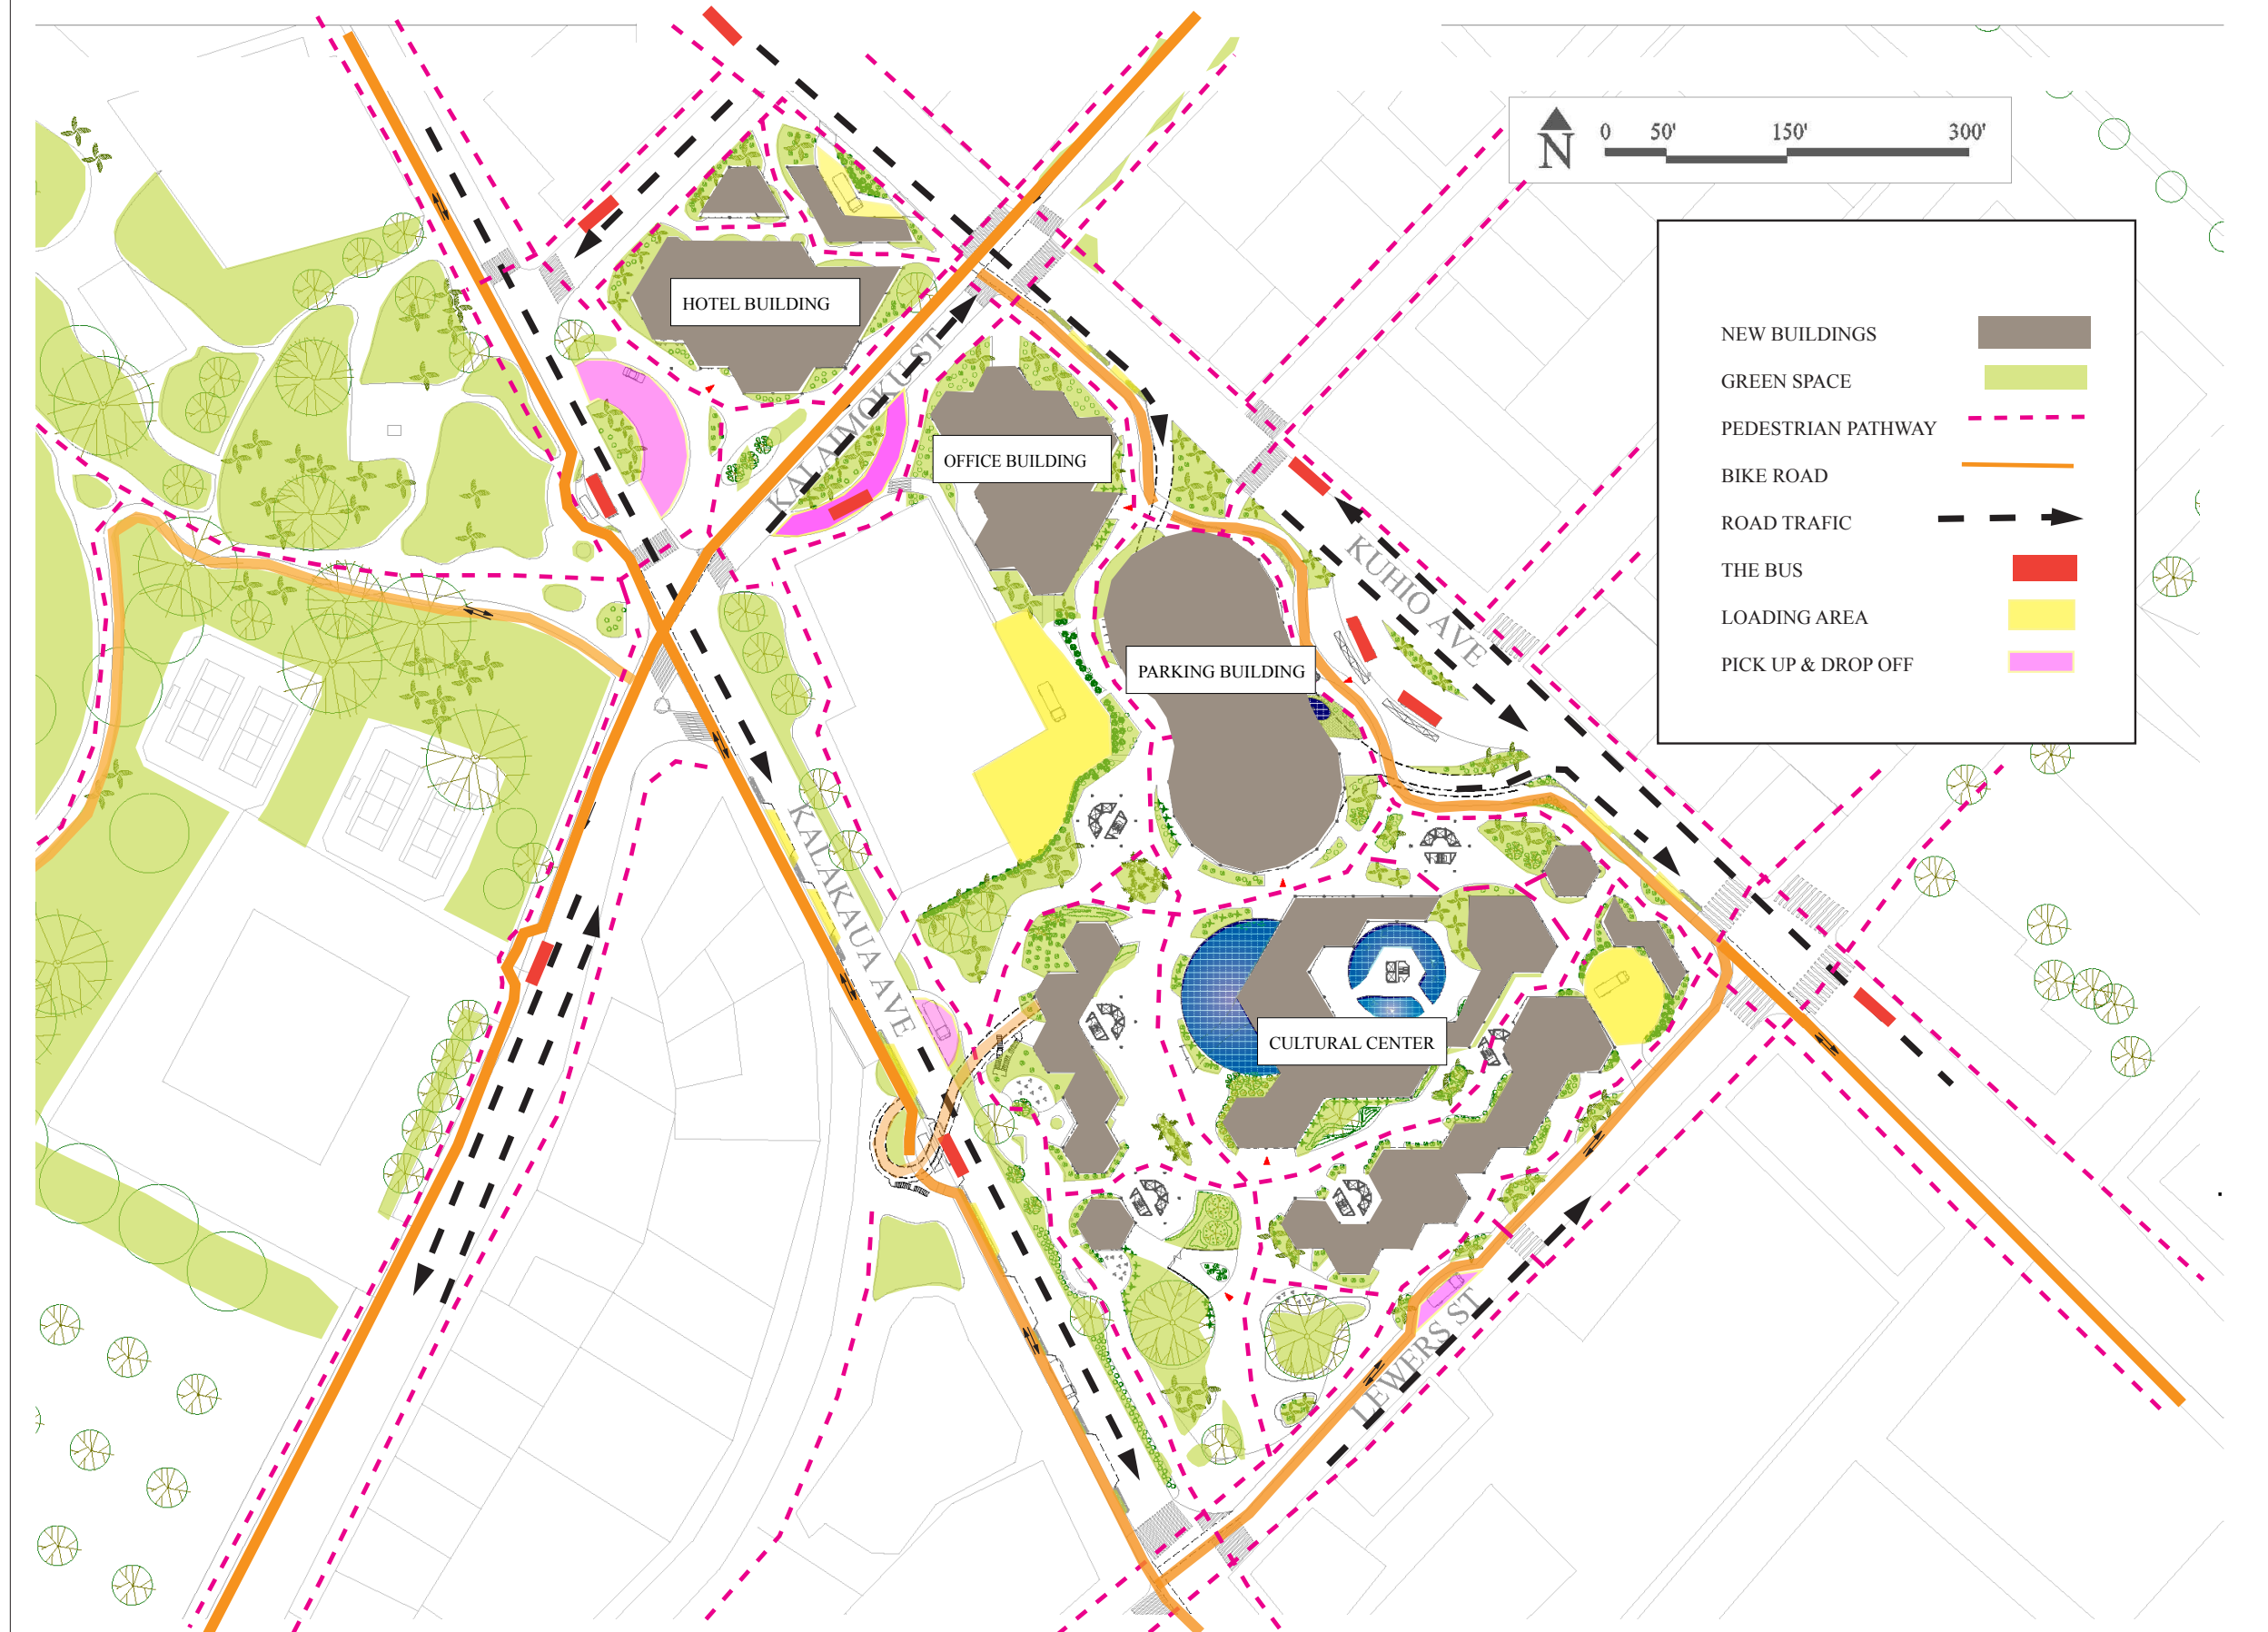 0 50' 150' 300'
N
HOTEL BUILDING
KALAIMOKU ST
OFFICE BUILDING
KUHIO AVE
PARKING BUILDING
KALAKAUA AVE
CULTURAL CENTER
LEWERS ST
NEW BUILDINGS
GREEN SPACE
PEDESTRIAN PATHWAY
BIKE ROAD
ROAD TRAFIC
THE BUS
LOADING AREA
PICK UP & DROP OFF